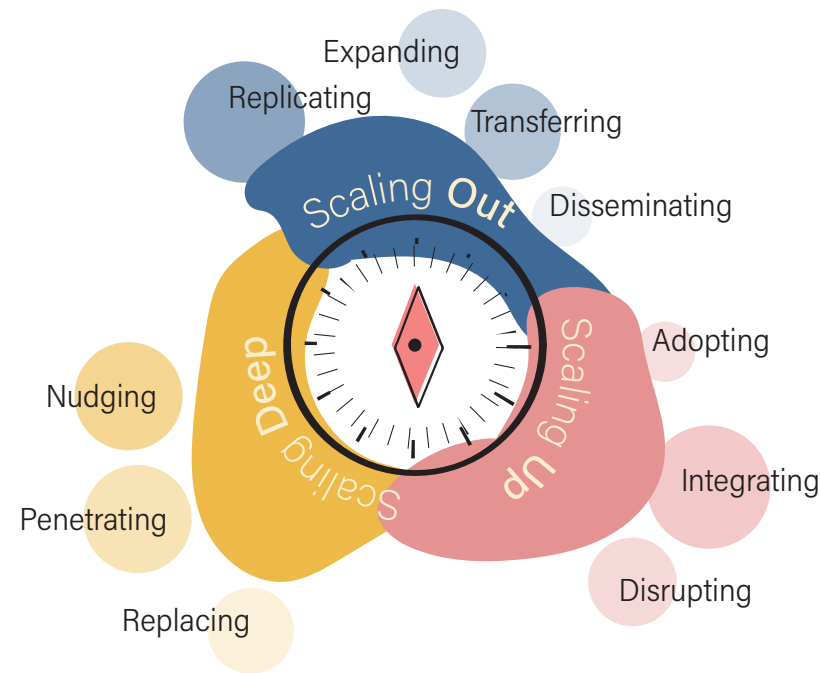 Expanding
Replicating
Transferring
Scaling Out
Disseminating
Scaling Up
Adopting
Scaling Deep
Nudging
Integrating
Penetrating
Disrupting
Replacing